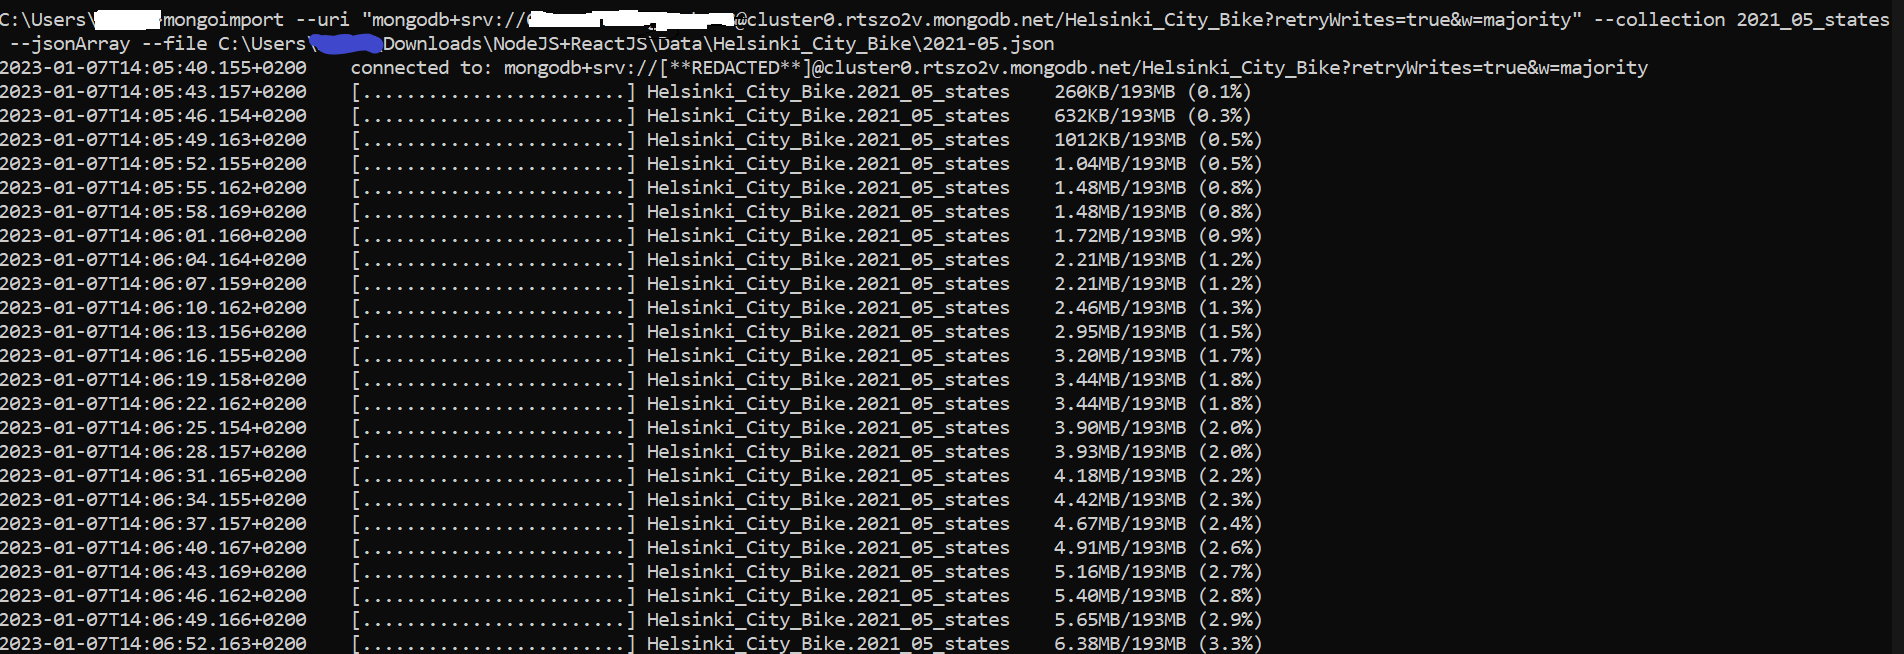 C:\Users\ mongoimport --uri "mongodb+srv:// @cluster0.rtszo2v.mongodb.net/Helsinki_City_Bike?retryWrites=true&w=majority" --collection 2021_05_states
--jsonArray --file C:\Users\ Downloads\NodeJS+ReactJS\Data\Helsinki_City_Bike\2021-05.json
2023-01-07T14:05:40.155+0200 connected to: mongodb+srv://[**REDACTED**]@cluster0.rtszo2v.mongodb.net/Helsinki_City_Bike?retryWrites=true&w=majority
2023-01-07T14:05:43.157+0200 [........................] Helsinki_City_Bike.2021_05_states 260KB/193MB (0.1%)
2023-01-07T14:05:46.154+0200 [........................] Helsinki_City_Bike.2021_05_states 632KB/193MB (0.3%)
2023-01-07T14:05:49.163+0200 [........................] Helsinki_City_Bike.2021_05_states 1012KB/193MB (0.5%)
2023-01-07T14:05:52.155+0200 [........................] Helsinki_City_Bike.2021_05_states 1.04MB/193MB (0.5%)
2023-01-07T14:05:55.162+0200 [........................] Helsinki_City_Bike.2021_05_states 1.48MB/193MB (0.8%)
2023-01-07T14:05:58.169+0200 [........................] Helsinki_City_Bike.2021_05_states 1.48MB/193MB (0.8%)
2023-01-07T14:06:01.160+0200 [........................] Helsinki_City_Bike.2021_05_states 1.72MB/193MB (0.9%)
2023-01-07T14:06:04.164+0200 [........................] Helsinki_City_Bike.2021_05_states 2.21MB/193MB (1.2%)
2023-01-07T14:06:07.159+0200 [........................] Helsinki_City_Bike.2021_05_states 2.21MB/193MB (1.2%)
2023-01-07T14:06:10.162+0200 [........................] Helsinki_City_Bike.2021_05_states 2.46MB/193MB (1.3%)
2023-01-07T14:06:13.156+0200 [........................] Helsinki_City_Bike.2021_05_states 2.95MB/193MB (1.5%)
2023-01-07T14:06:16.155+0200 [........................] Helsinki_City_Bike.2021_05_states 3.20MB/193MB (1.7%)
2023-01-07T14:06:19.158+0200 [........................] Helsinki_City_Bike.2021_05_states 3.44MB/193MB (1.8%)
2023-01-07T14:06:22.162+0200 [........................] Helsinki_City_Bike.2021_05_states 3.44MB/193MB (1.8%)
2023-01-07T14:06:25.154+0200 [........................] Helsinki_City_Bike.2021_05_states 3.90MB/193MB (2.0%)
2023-01-07T14:06:28.157+0200 [........................] Helsinki_City_Bike.2021_05_states 3.93MB/193MB (2.0%)
2023-01-07T14:06:31.165+0200 [........................] Helsinki_City_Bike.2021_05_states 4.18MB/193MB (2.2%)
2023-01-07T14:06:34.155+0200 [........................] Helsinki_City_Bike.2021_05_states 4.42MB/193MB (2.3%)
2023-01-07T14:06:37.157+0200 [........................] Helsinki_City_Bike.2021_05_states 4.67MB/193MB (2.4%)
2023-01-07T14:06:40.167+0200 [........................] Helsinki_City_Bike.2021_05_states 4.91MB/193MB (2.6%)
2023-01-07T14:06:43.169+0200 [........................] Helsinki_City_Bike.2021_05_states 5.16MB/193MB (2.7%)
2023-01-07T14:06:46.162+0200 [........................] Helsinki_City_Bike.2021_05_states 5.40MB/193MB (2.8%)
2023-01-07T14:06:49.166+0200 [........................] Helsinki_City_Bike.2021_05_states 5.65MB/193MB (2.9%)
2023-01-07T14:06:52.163+0200 [........................] Helsinki_City_Bike.2021_05_states 6.38MB/193MB (3.3%)